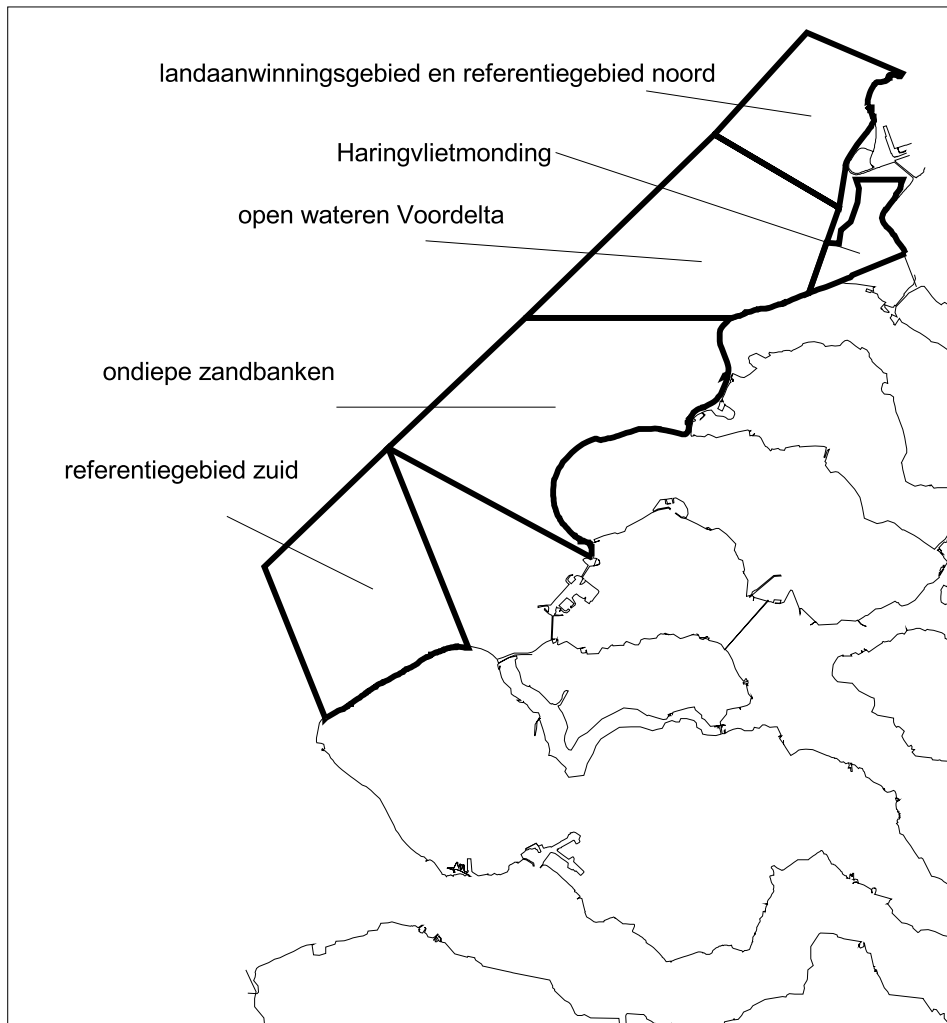 landaanwinningsgebied en referentiegebied noord
Haringvlietmonding
open wateren Voordelta
ondiepe zandbanken
referentiegebied zuid